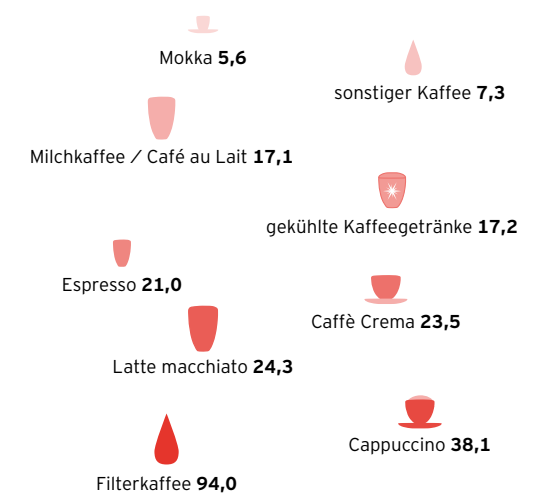 Mokka 5,6
sonstiger Kaffee 7,3
Milchkaffee / Café au Lait 17,1
gekühlte Kaffeegetränke 17,2
Espresso 21,0
Caffè Crema 23,5
Latte macchiato 24,3
Cappuccino 38,1
Filterkaffee 94,0